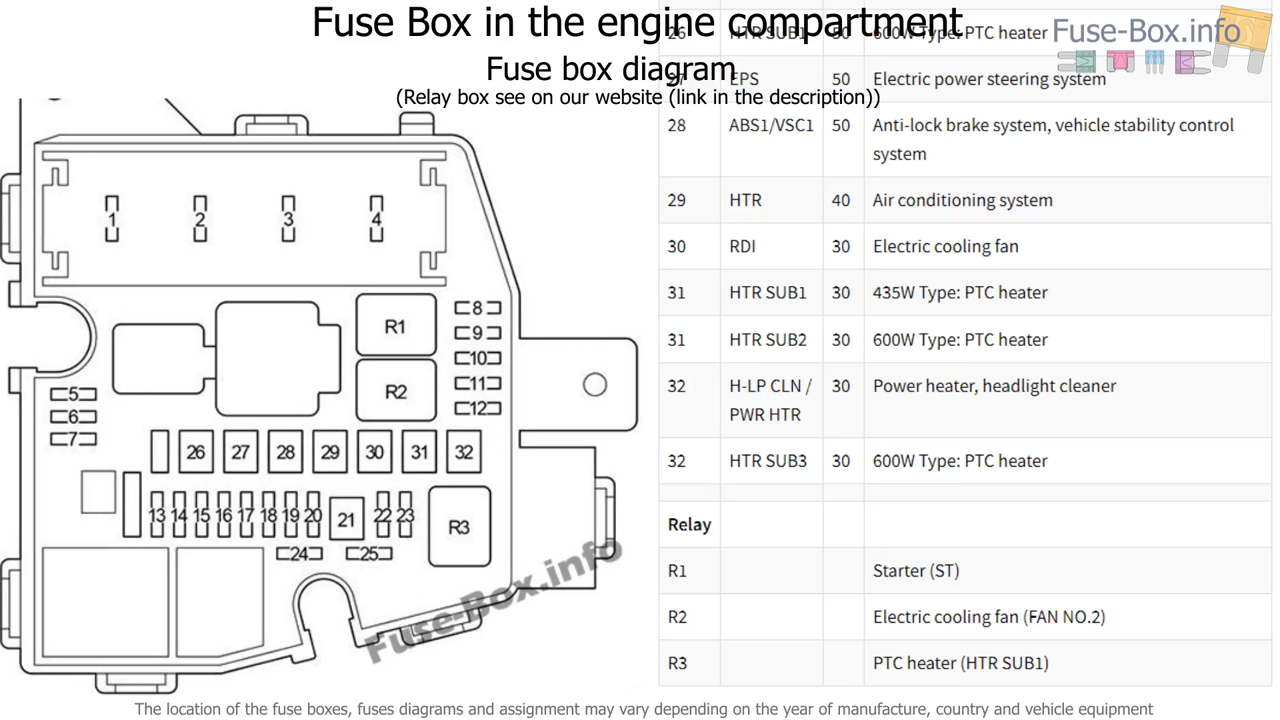 Fuse Box in the engine compartment
Fuse box diagram
(Relay box see on our website (link in the description))
Fuse-Box.info
26 HTR SUB1 50 600W Type: PTC heater
27 EPS 50 Electric power steering system
28 ABS1/VSC1 50 Anti-lock brake system, vehicle stability control
system
29 HTR 40 Air conditioning system
30 RDI 30 Electric cooling fan
31 HTR SUB1 30 435W Type: PTC heater
31 HTR SUB2 30 600W Type: PTC heater
32 H-LP CLN / 30 Power heater, headlight cleaner
PWR HTR
32 HTR SUB3 30 600W Type: PTC heater
Relay
R1 Starter (ST)
R2 Electric cooling fan (FAN NO.2)
R3 PTC heater (HTR SUB1)
1 2 3 4
R1
R2
8
9
10
11
12
5
6
7
26 27 28 29 30 31 32
13 14 15 16 17 18 19 20 21 22 23
R3
24 25
Fuse-Box.info
The location of the fuse boxes, fuses diagrams and assignment may vary depending on the year of manufacture, country and vehicle equipment